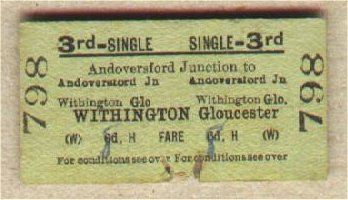 3rd-SINGLE SINGLE-3rd
Andoversford Junction to
Andoversford Jn Andoversford Jn
Withington Glo Withington Glo.
WITHINGTON Gloucester
(W) 6d. H FARE 6d. H (W)
For conditions see over For conditions see over
798
798